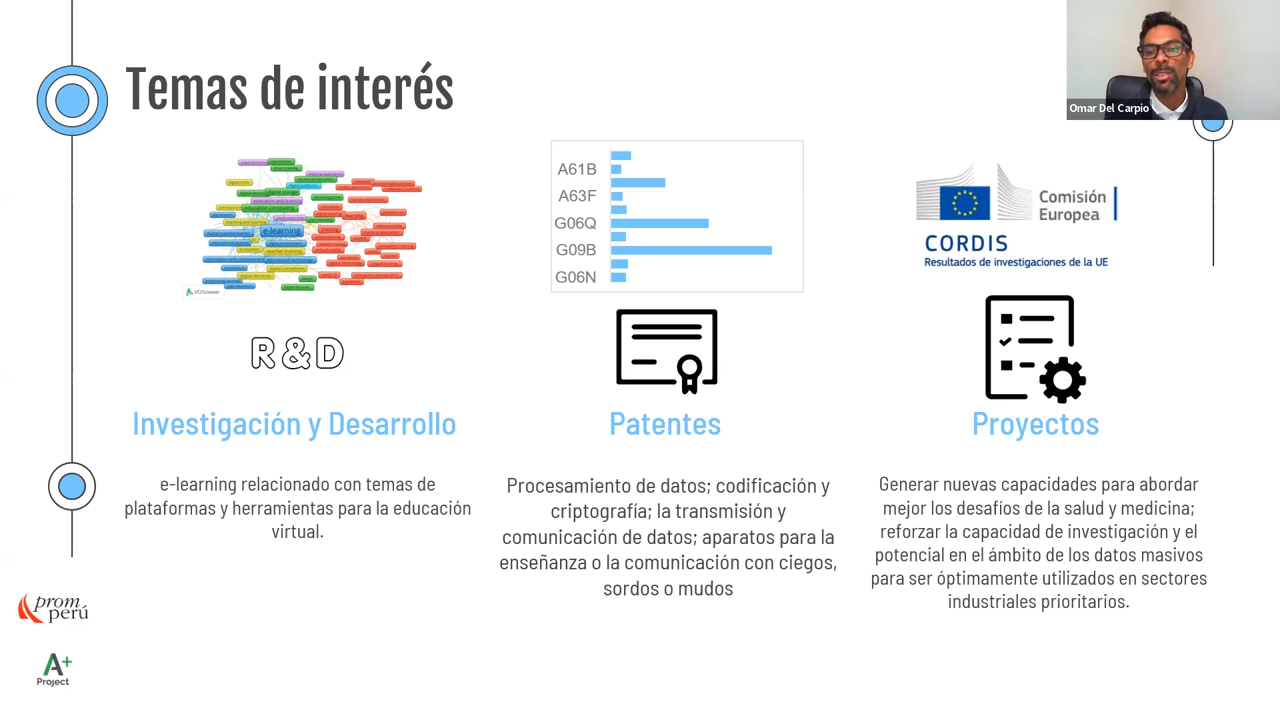 Temas de interés
Omar Del Carpio
e-learning
education computing
VOSviewer
A61B
A63F
G06Q
G09B
G06N
Comisión
Europea
CORDIS
Resultados de investigaciones de la UE
R&D
Investigación y Desarrollo
e-learning relacionado con temas de
plataformas y herramientas para la educación
virtual.
Patentes
Procesamiento de datos; codificación y
criptografía; la transmisión y
comunicación de datos; aparatos para la
enseñanza o la comunicación con ciegos,
sordos o mudos
Proyectos
Generar nuevas capacidades para abordar
mejor los desafíos de la salud y medicina;
reforzar la capacidad de investigación y el
potencial en el ámbito de los datos masivos
para ser óptimamente utilizados en sectores
industriales prioritarios.
prom
perú
A+
Project